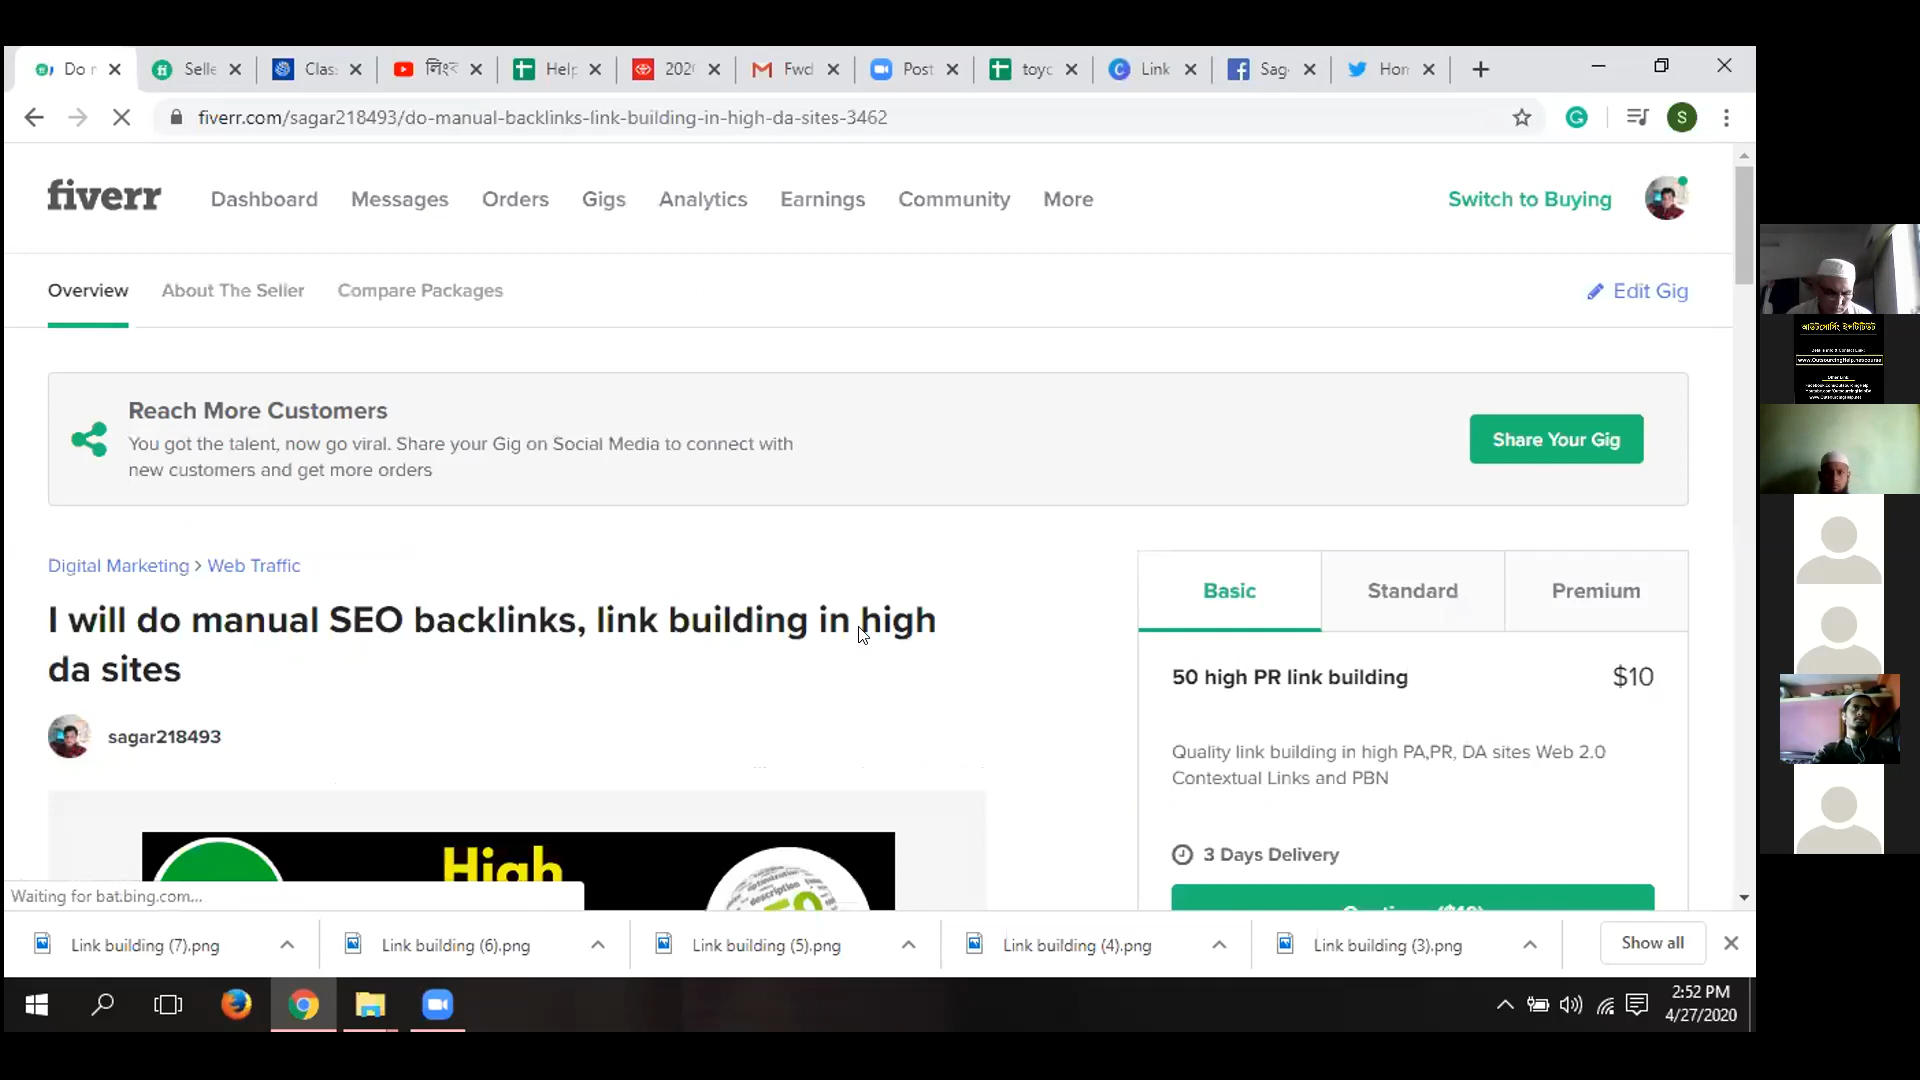 Do r
Selle
Clas
লিংব
Help
202(
Fwd
Post
toyc
Link
Sag
Hon
fiverr.com/sagar218493/do-manual-backlinks-link-building-in-high-da-sites-3462
S
fiverr
Dashboard
Messages
Orders
Gigs
Analytics
Earnings
Community
More
Switch to Buying
Overview
About The Seller
Compare Packages
Edit Gig
Reach More Customers
You got the talent, now go viral. Share your Gig on Social Media to connect with
new customers and get more orders
Share Your Gig
Digital Marketing > Web Traffic
I will do manual SEO backlinks, link building in high
da sites
sagar218493
Basic
Standard
Premium
50 high PR link building
$10
Quality link building in high PA,PR, DA sites Web 2.0
Contextual Links and PBN
3 Days Delivery
High
description
Waiting for bat.bing.com...
Link building (7).png
Link building (6).png
Link building (5).png
Link building (4).png
Link building (3).png
Show all
2:52 PM
4/27/2020